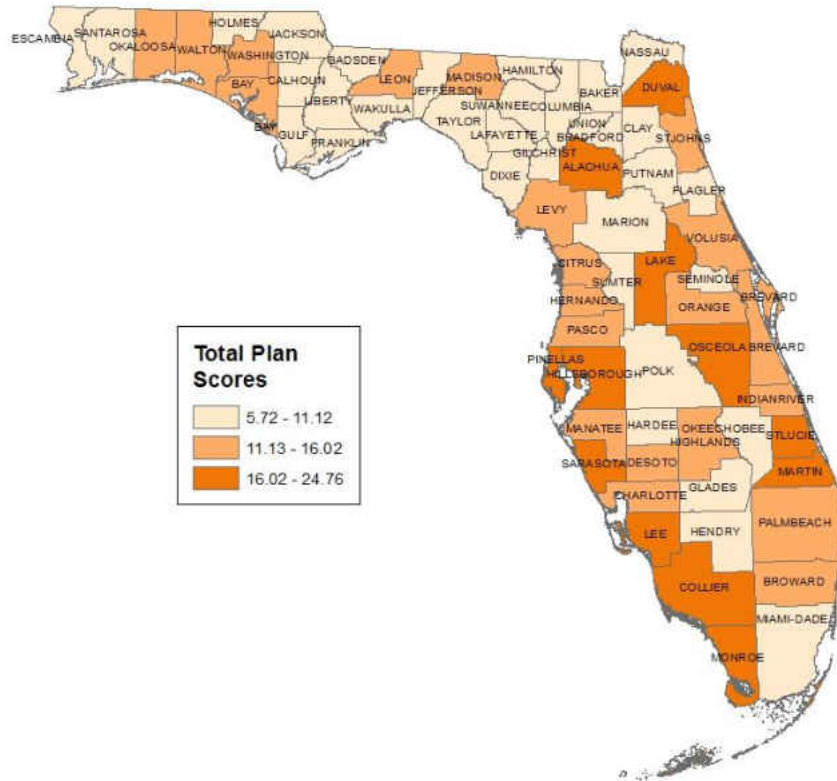 HOLMES
JACKSON
ESCAMBIA
SANTAROSA
OKALOOSA
WALTON
WASHINGTON
GADSDEN
NASSAU
BAY
CALHOUN
LEON
MADISON
HAMILTON
DUVAL
JEFFERSON
BAKER
LIBERTY
SUWANNEE
COLUMBIA
WAKULLA
BAY
GULF
TAYLOR
UNION
CLAY
FRANKLIN
LAFAYETTE
BRADFORD
STJOHNS
GILCHRIST
ALACHUA
PUTNAM
DIXIE
FLAGLER
LEVY
MARION
VOLUSIA
CITRUS
LAKE
SUMTER
SEMINOLE
HERNANDO
ORANGE
BREVARD
PASCO
OSCEOLA
BREVARD
PINELLAS
HILLSBOROUGH
POLK
INDIANRIVER
MANATEE
HARDEE
OKEECHOBEE
HIGHLANDS
STLUCIE
SARASOTA
DESOTO
MARTIN
CHARLOTTE
GLADES
PALMBEACH
LEE
HENDRY
COLLIER
BROWARD
MIAMI-DADE
MONROE
Total Plan
Scores
5.72 - 11.12
11.13 - 16.02
16.02 - 24.76